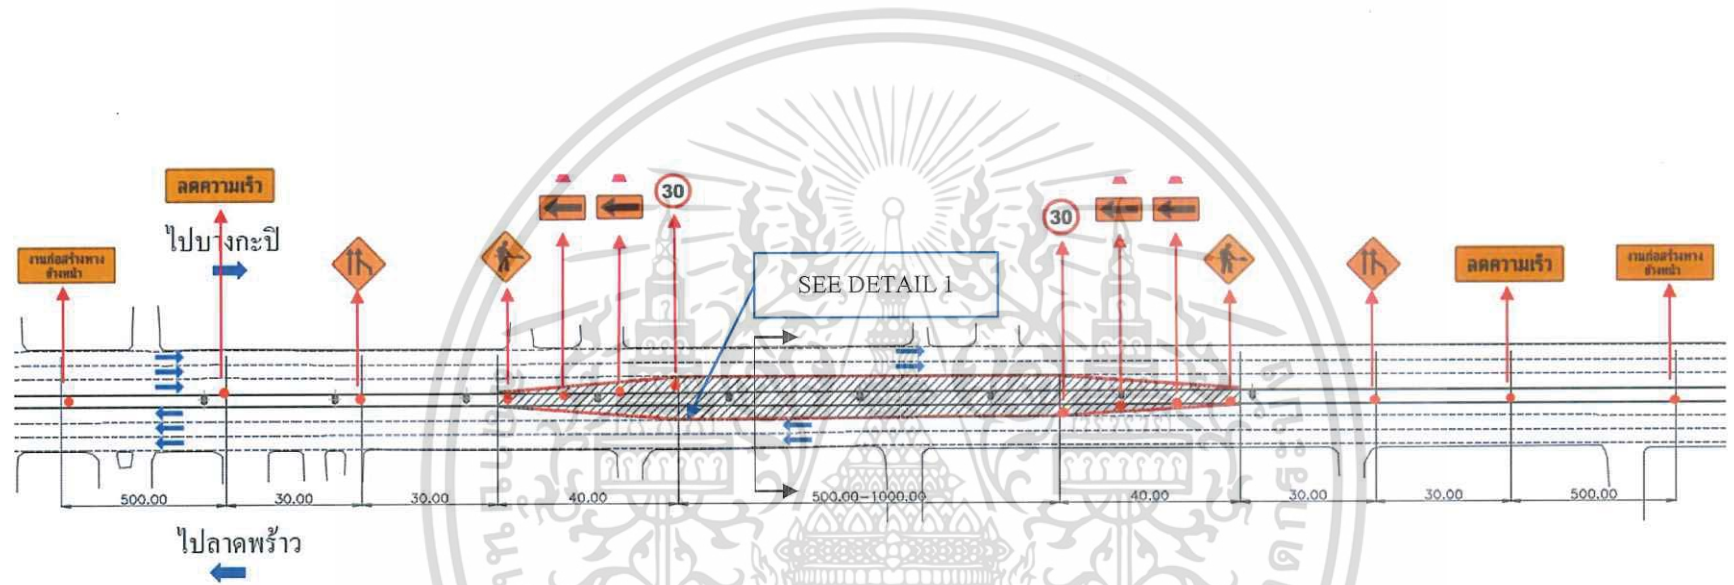 ลดความเร็ว
30
30
ไปบางกะปิ
งานก่อสร้างทาง
ข้างหน้า
ลดความเร็ว
งานก่อสร้างทาง
ข้างหน้า
SEE DETAIL 1
500.00
30.00
30.00
40.00
500.00-1000.00
40.00
30.00
30.00
500.00
ไปลาดพร้าว